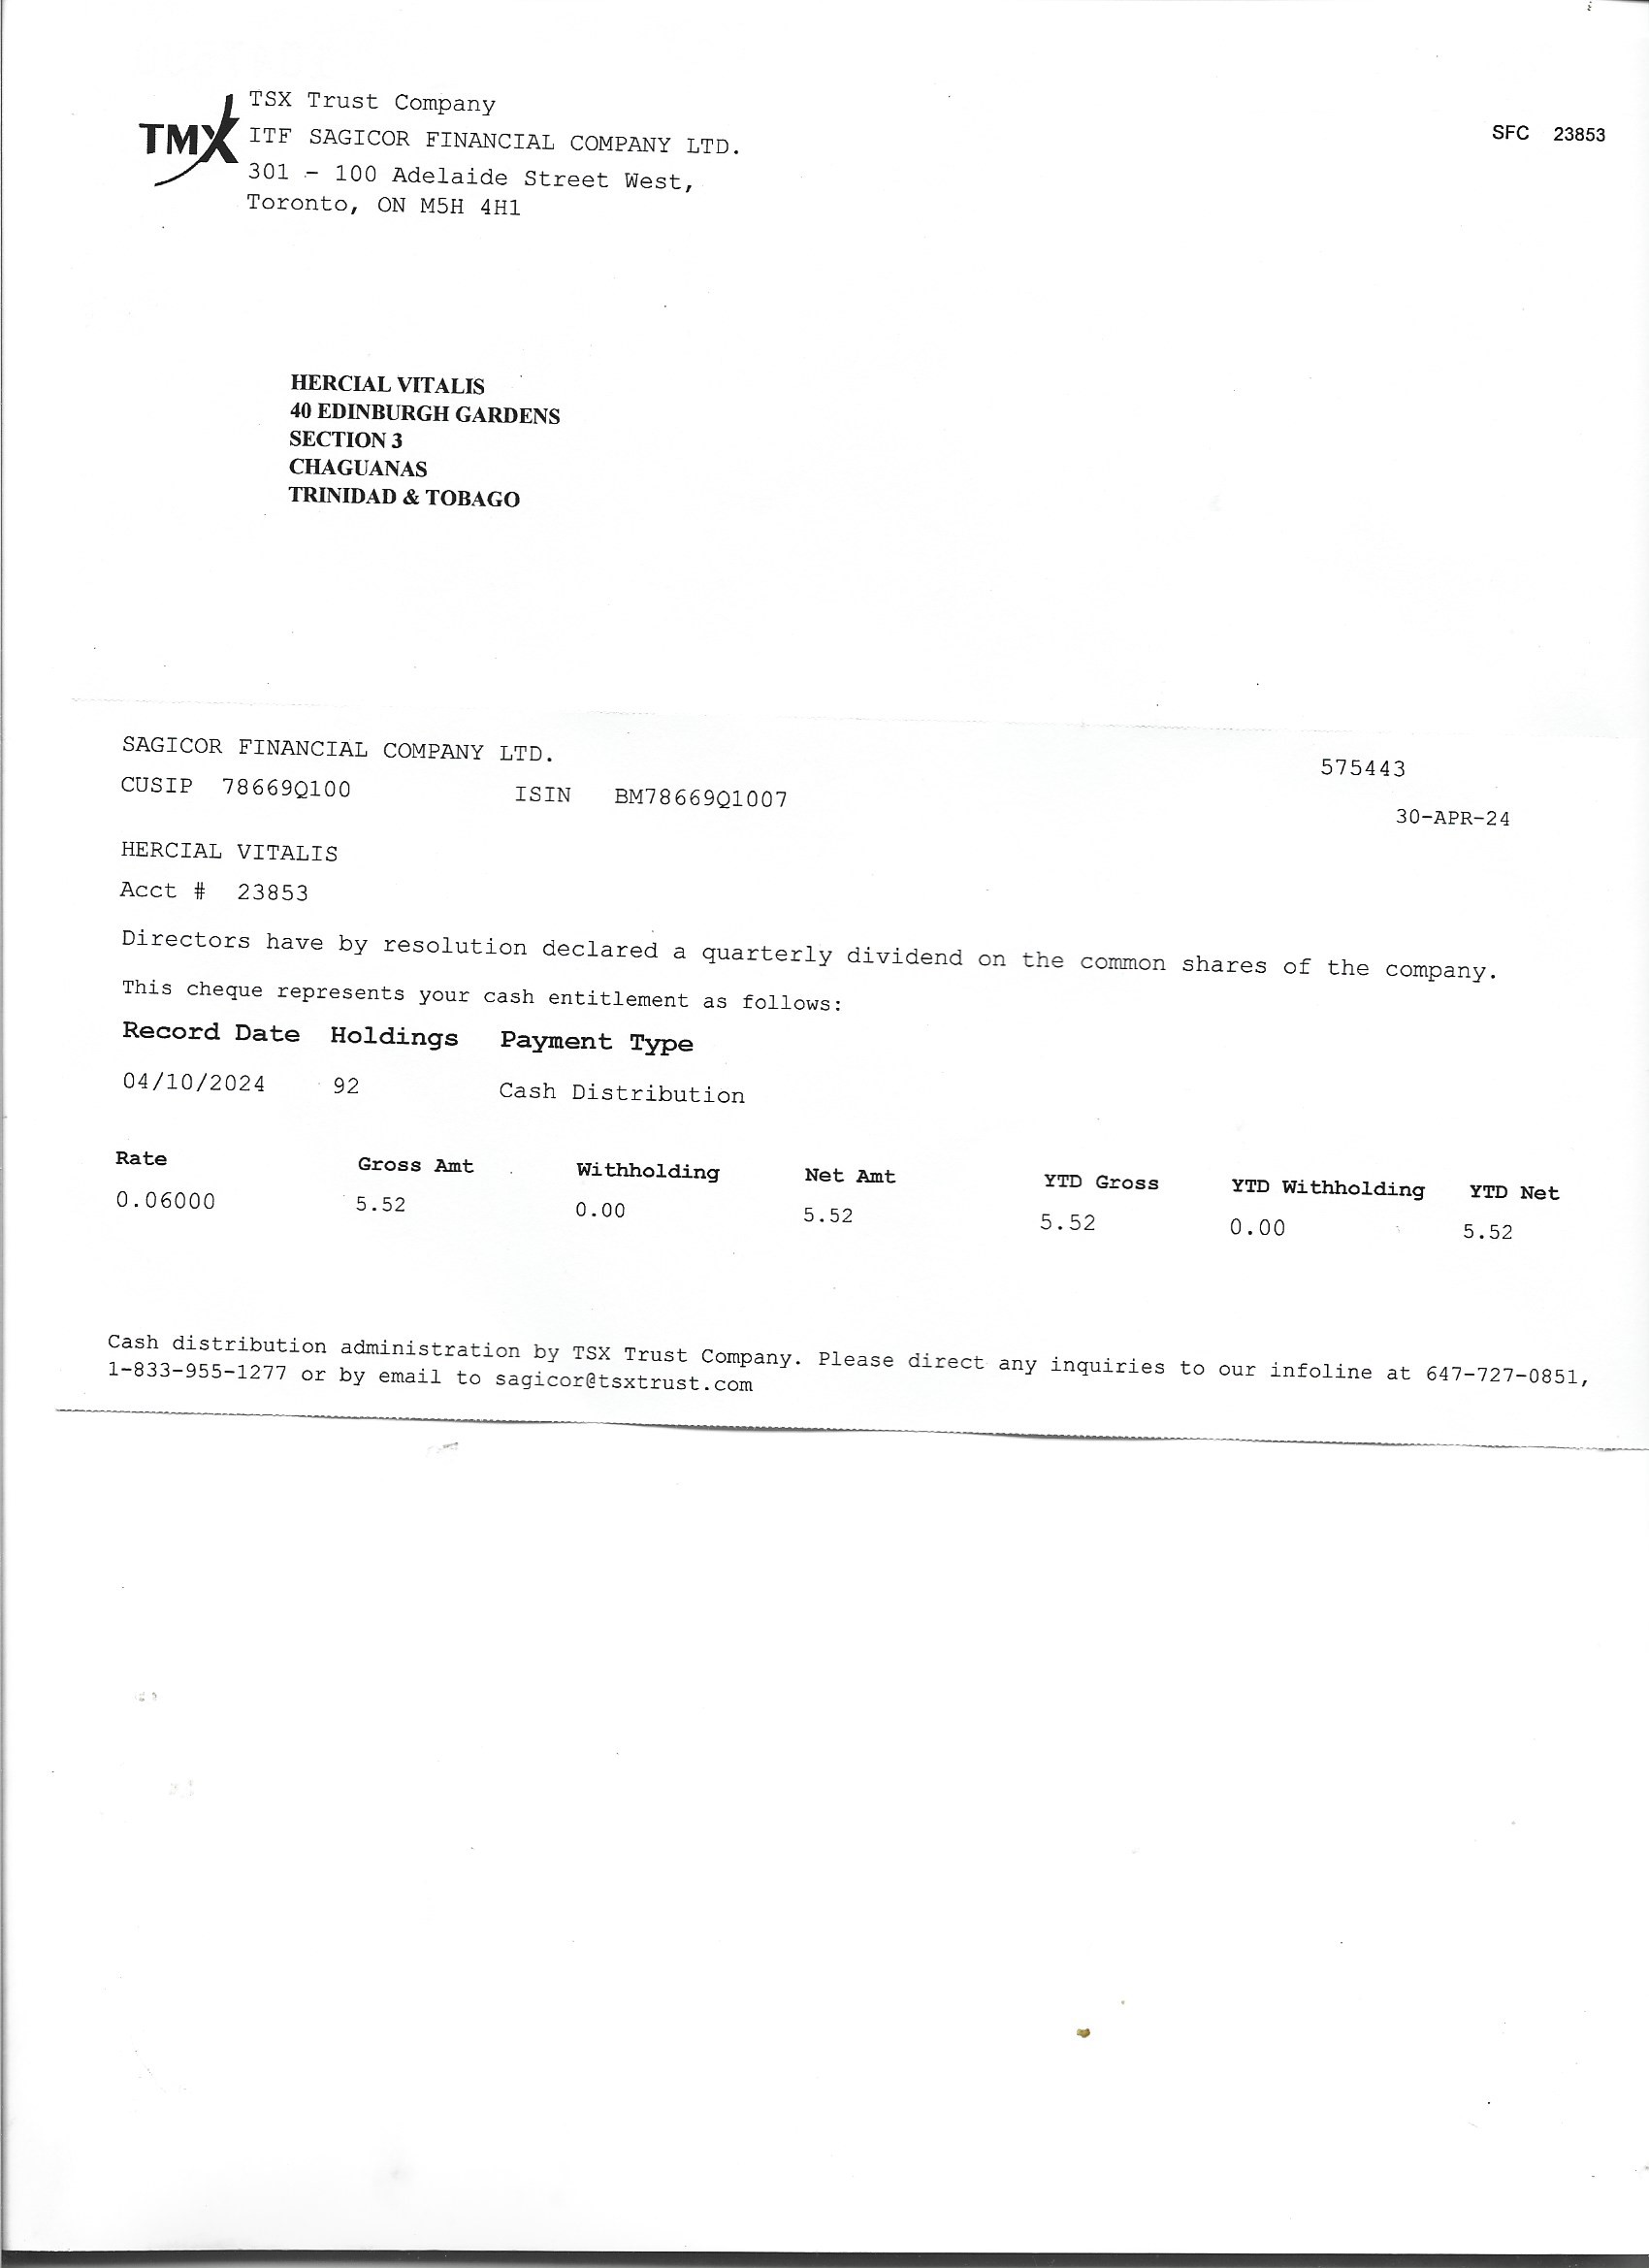 TMX
TSX Trust Company
ITF SAGICOR FINANCIAL COMPANY LTD.
301 - 100 Adelaide Street West,
Toronto, ON M5H 4H1
SFC 23853
HERCIAL VITALIS
40 EDINBURGH GARDENS
SECTION 3
CHAGUANAS
TRINIDAD & TOBAGO
SAGICOR FINANCIAL COMPANY LTD.
575443
CUSIP 78669Q100 ISIN BM78669Q1007
30-APR-24
HERCIAL VITALIS
Acct # 23853
Directors have by resolution declared a quarterly dividend on the common shares of the company.
This cheque represents your cash entitlement as follows:
Record Date Holdings Payment Type
04/10/2024 92 Cash Distribution
Rate Gross Amt Withholding Net Amt YTD Gross YTD Withholding YTD Net
0.06000 5.52 0.00 5.52 5.52 0.00 5.52
Cash distribution administration by TSX Trust Company. Please direct any inquiries to our infoline at 647-727-0851,
1-833-955-1277 or by email to sagicor@tsxtrust.com